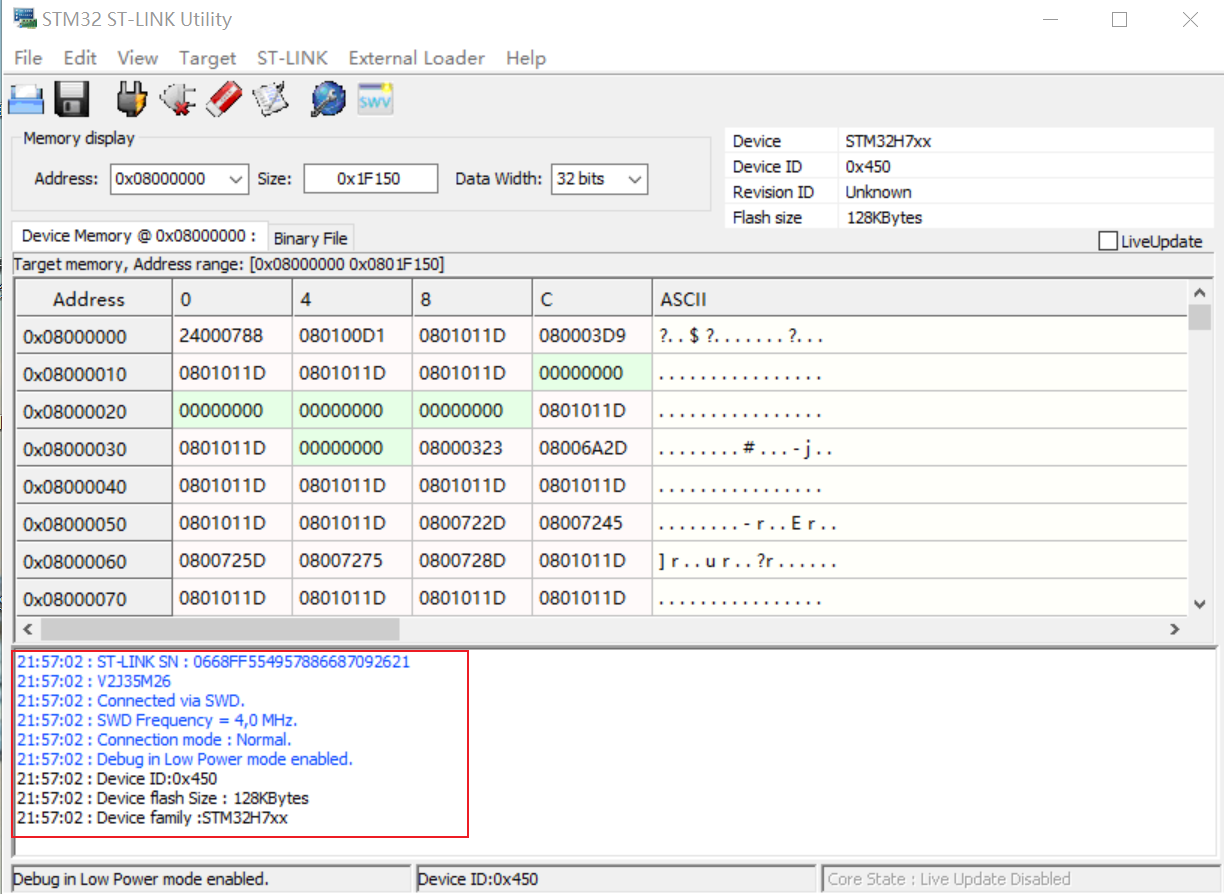 STM32 ST-LINK Utility
File Edit View Target ST-LINK External Loader Help
SWV
Memory display
Address: 0x08000000 Size: 0x1F150 Data Width: 32 bits
Device STM32H7xx
Device ID 0x450
Revision ID Unknown
Flash size 128KBytes
Device Memory @ 0x08000000 : Binary File
LiveUpdate
Target memory, Address range: [0x08000000 0x0801F150]
Address 0 4 8 C ASCII
0x08000000 24000788 080100D1 0801011D 080003D9 ?..$?.......?...
0x08000010 0801011D 0801011D 0801011D 00000000 ................
0x08000020 00000000 00000000 00000000 0801011D ................
0x08000030 0801011D 00000000 08000323 08006A2D ........#...-j..
0x08000040 0801011D 0801011D 0801011D 0801011D ................
0x08000050 0801011D 0801011D 0800722D 08007245 ........-r..Er..
0x08000060 0800725D 08007275 0800728D 0801011D ]r..ur..?r......
0x08000070 0801011D 0801011D 0801011D 0801011D ................
21:57:02 : ST-LINK SN : 0668FF554957886687092621
21:57:02 : V2J35M26
21:57:02 : Connected via SWD.
21:57:02 : SWD Frequency = 4,0 MHz.
21:57:02 : Connection mode : Normal.
21:57:02 : Debug in Low Power mode enabled.
21:57:02 : Device ID:0x450
21:57:02 : Device flash Size : 128KBytes
21:57:02 : Device family :STM32H7xx
Debug in Low Power mode enabled. Device ID:0x450 Core State : Live Update Disabled